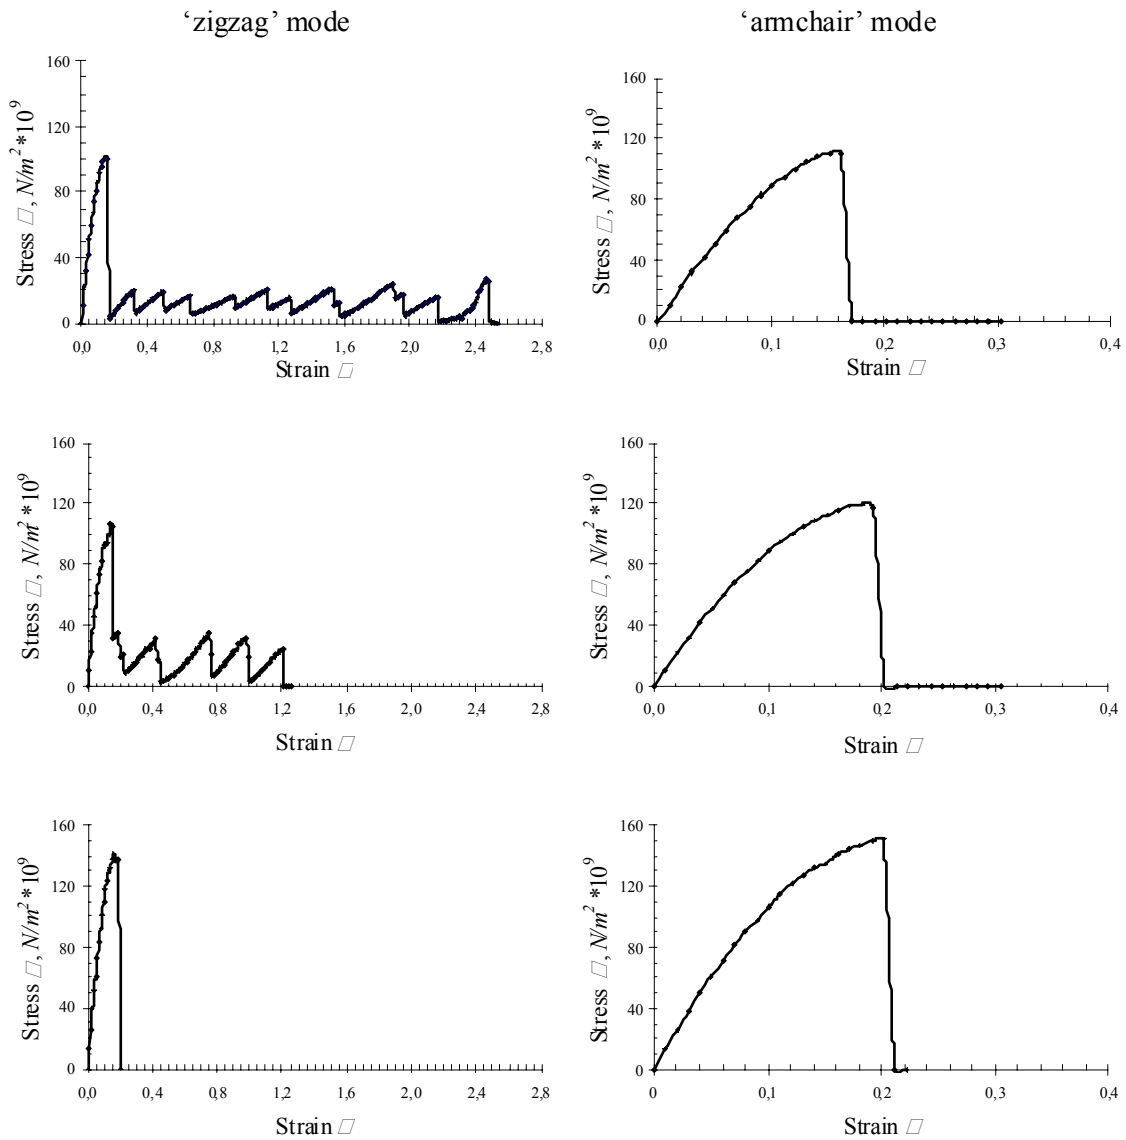 ‘zigzag’ mode
‘armchair’ mode
Stress □, N/m² *10⁹
160
120
80
40
0
0,0 0,4 0,8 1,2 1,6 2,0 2,4 2,8
Strain □
Stress □, N/m² *10⁹
160
120
80
40
0
0,0 0,1 0,2 0,3 0,4
Strain □
Stress □, N/m² *10⁹
160
120
80
40
0
0,0 0,4 0,8 1,2 1,6 2,0 2,4 2,8
Strain □
Stress □, N/m² *10⁹
160
120
80
40
0
0,0 0,1 0,2 0,3 0,4
Strain □
Stress □, N/m² *10⁹
160
120
80
40
0
0,0 0,4 0,8 1,2 1,6 2,0 2,4 2,8
Strain □
Stress □, N/m² *10⁹
160
120
80
40
0
0 0,1 0,2 0,3 0,4
Strain □